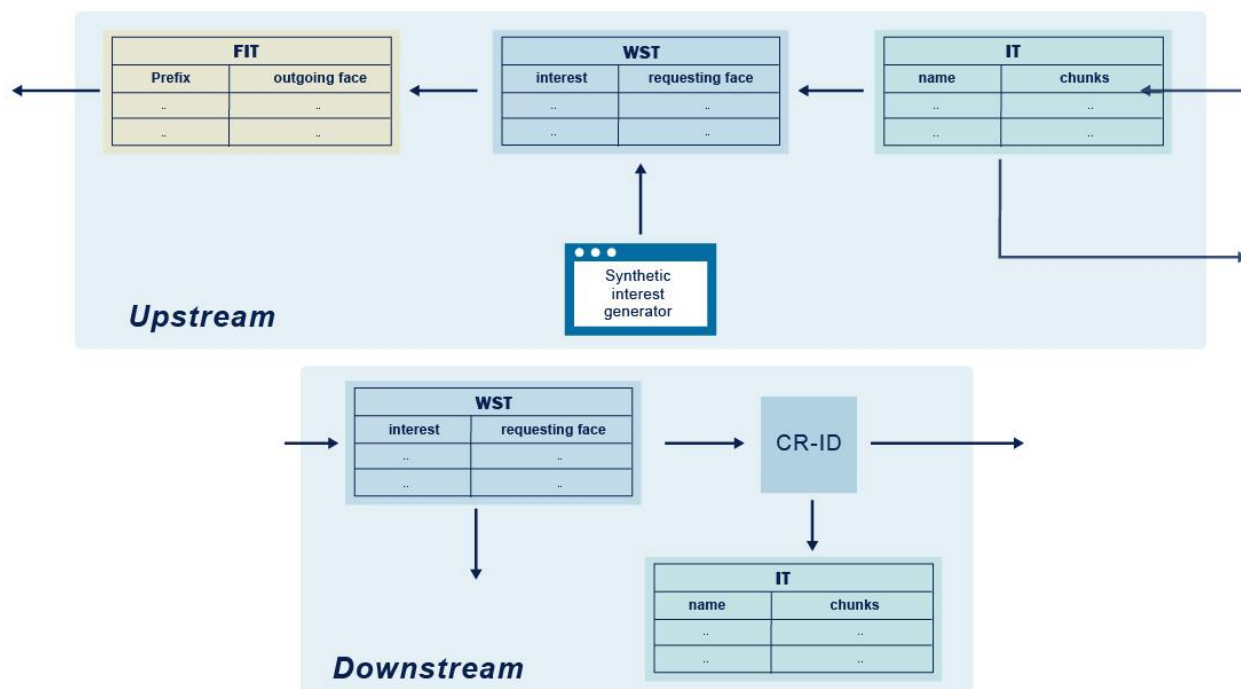 FIT
Prefix outgoing face
.. ..
.. ..
WST
interest requesting face
.. ..
.. ..
IT
name chunks
.. ..
.. ..
Synthetic
interest
generator
Upstream
WST
interest requesting face
.. ..
.. ..
CR-ID
IT
name chunks
.. ..
.. ..
Downstream